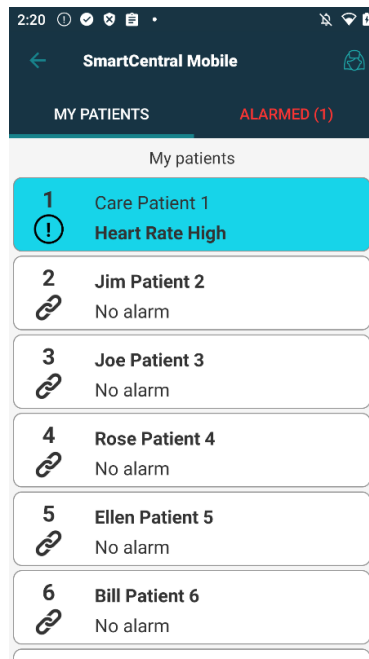 2:20
SmartCentral Mobile
MY PATIENTS
ALARMED (1)
My patients
1
Care Patient 1
Heart Rate High
2
Jim Patient 2
No alarm
3
Joe Patient 3
No alarm
4
Rose Patient 4
No alarm
5
Ellen Patient 5
No alarm
6
Bill Patient 6
No alarm